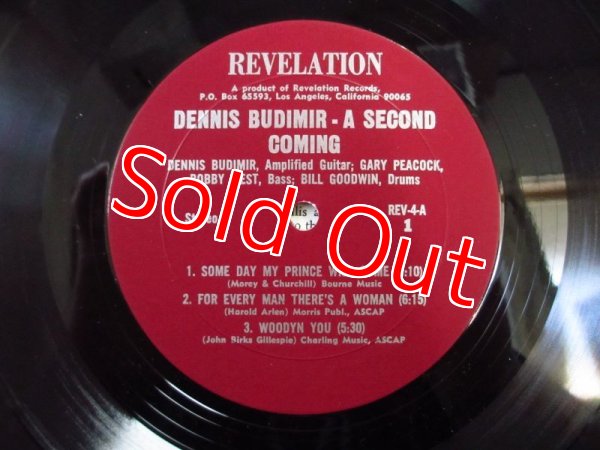 REVELATION
A product of Revelation Records,
P.O. Box 65593, Los Angeles, California 90065
DENNIS BUDIMIR - A SECOND
COMING
DENNIS BUDIMIR, Amplified Guitar; GARY PEACOCK,
BOBBY WEST, Bass; BILL GOODWIN, Drums
Stereo REV-4-A
1
Sold Out
1. SOME DAY MY PRINCE WILL COME (:10)
(Morey & Churchill) Bourne Music
2. FOR EVERY MAN THERE'S A WOMAN (6:15)
(Harold Arlen) Morris Publ., ASCAP
3. WOODYN YOU (5:30)
(John Birks Gillespie) Charling Music, ASCAP